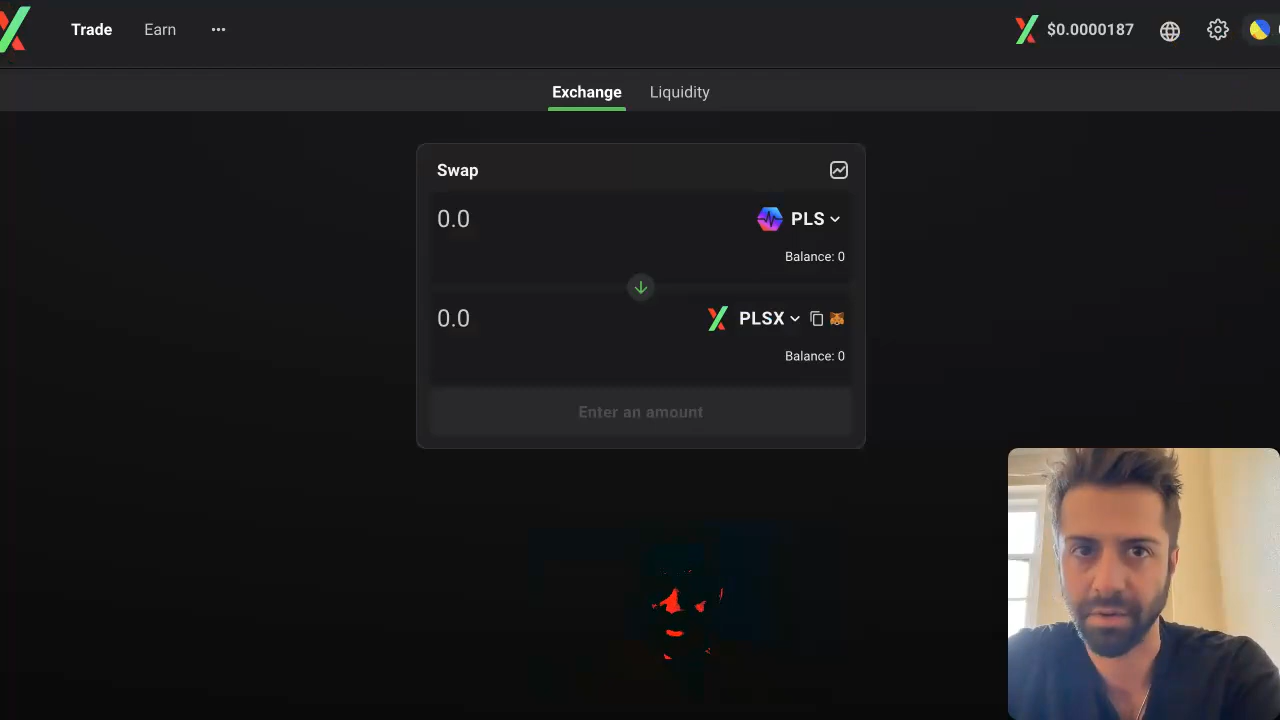 Trade Earn ...
$0.0000187
Exchange Liquidity
Swap
0.0 PLS
Balance: 0
0.0 PLSX
Balance: 0
Enter an amount